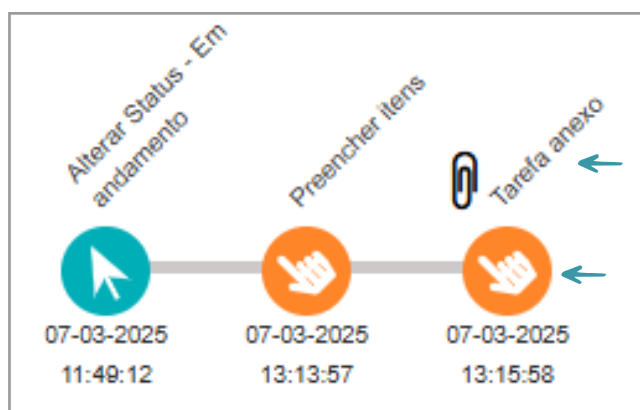 Alterar Status - Em
andamento
Preencher itens
Tarefa anexo
07-03-2025
11:49:12
07-03-2025
13:13:57
07-03-2025
13:15:58